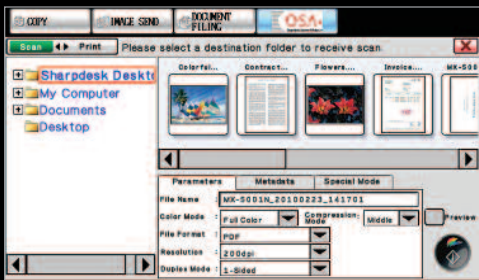 COPY
IMAGE SEND
DOCUMENT FILING
OSA
Scan Print Please select a destination folder to receive scan
Sharpdesk Deskt
My Computer
Documents
Desktop
Colorful... Contract... Flowers.... Invoice... MX-500
Parameters Metadata Special Mode
File Name : MX-5001N_20100223_141701
Color Mode : Full Color Compression Mode : Middle Preview
File Format : PDF
Resolution : 200dpi
Duplex Mode : 1-Sided